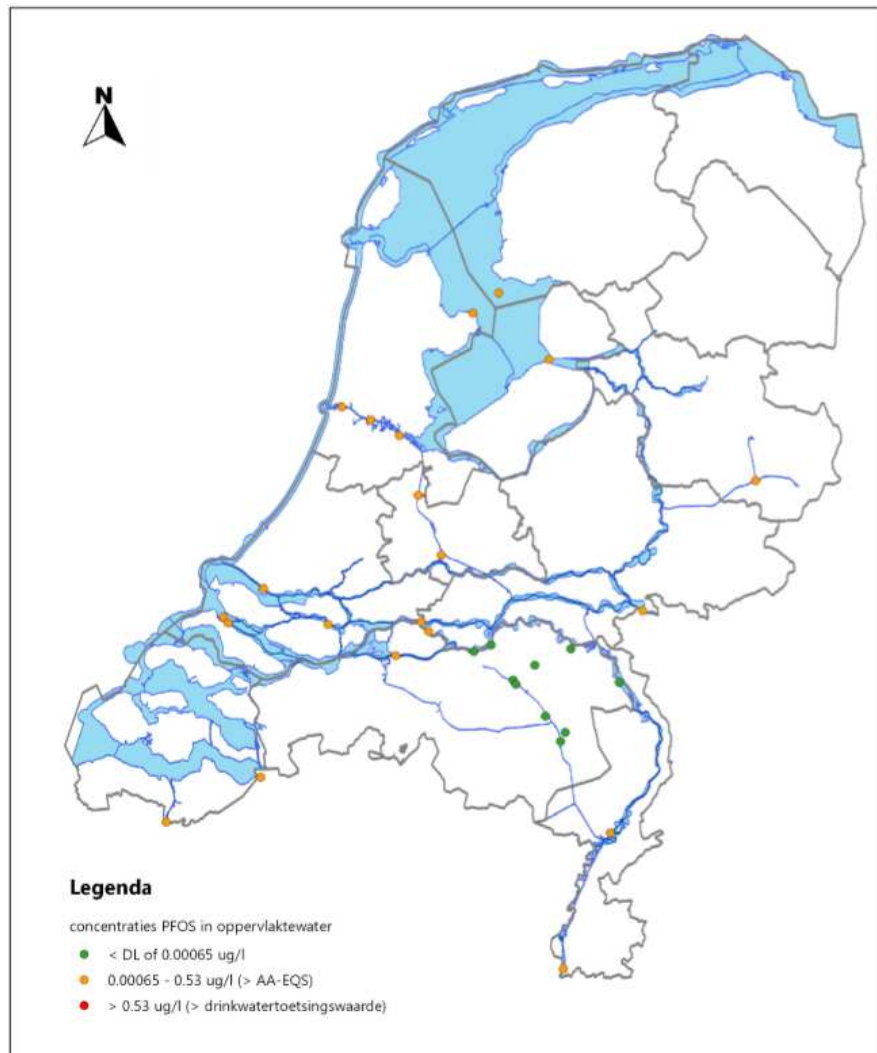 N
Legenda
concentraties PFOS in oppervlaktewater
< DL of 0.00065 ug/l
0.00065 - 0.53 ug/l (> AA-EQS)
> 0.53 ug/l (> drinkwatertoetsingswaarde)